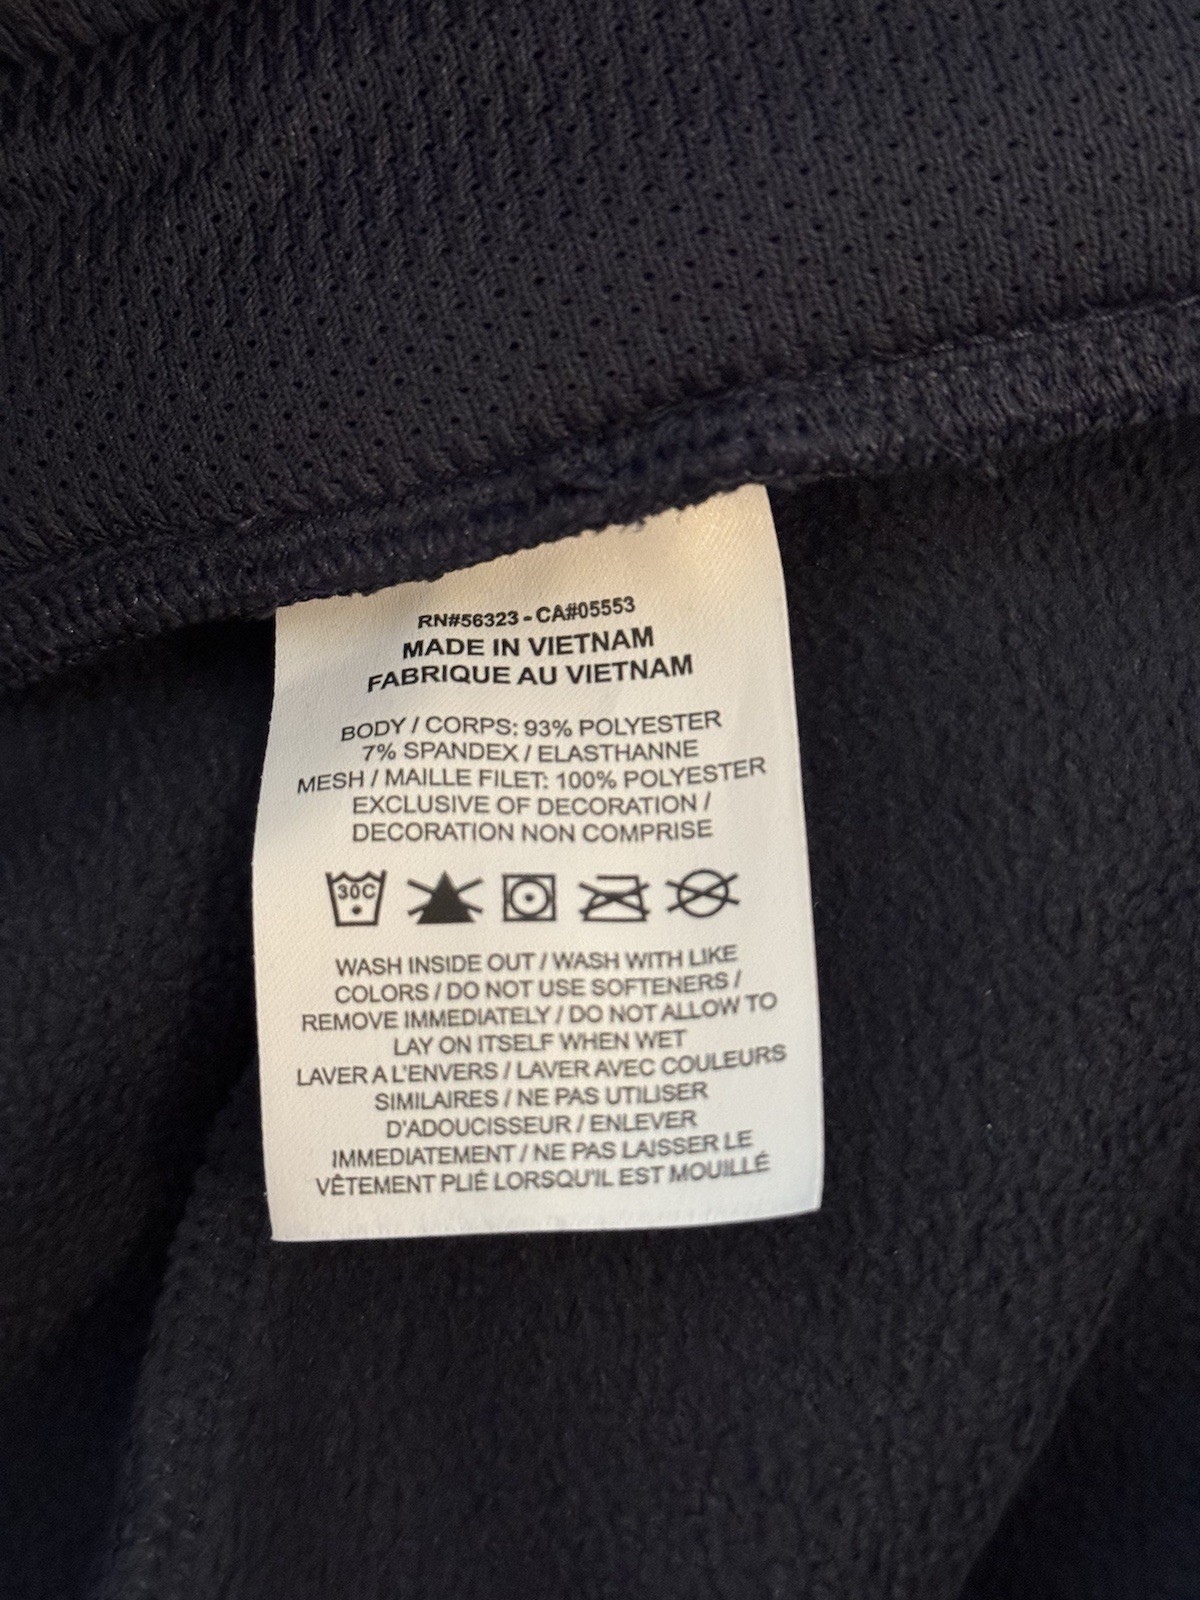 RN#56323 - CA#05553
MADE IN VIETNAM
FABRIQUE AU VIETNAM
BODY / CORPS: 93% POLYESTER
7% SPANDEX / ELASTHANNE
MESH / MAILLE FILET: 100% POLYESTER
EXCLUSIVE OF DECORATION /
DECORATION NON COMPRISE
30C
WASH INSIDE OUT / WASH WITH LIKE
COLORS / DO NOT USE SOFTENERS /
REMOVE IMMEDIATELY / DO NOT ALLOW TO
LAY ON ITSELF WHEN WET
LAVER A L'ENVERS / LAVER AVEC COULEURS
SIMILAIRES / NE PAS UTILISER
D'ADOUCISSEUR / ENLEVER
IMMEDIATEMENT / NE PAS LAISSER LE
VÊTEMENT PLIÉ LORSQU'IL EST MOUILLÉ